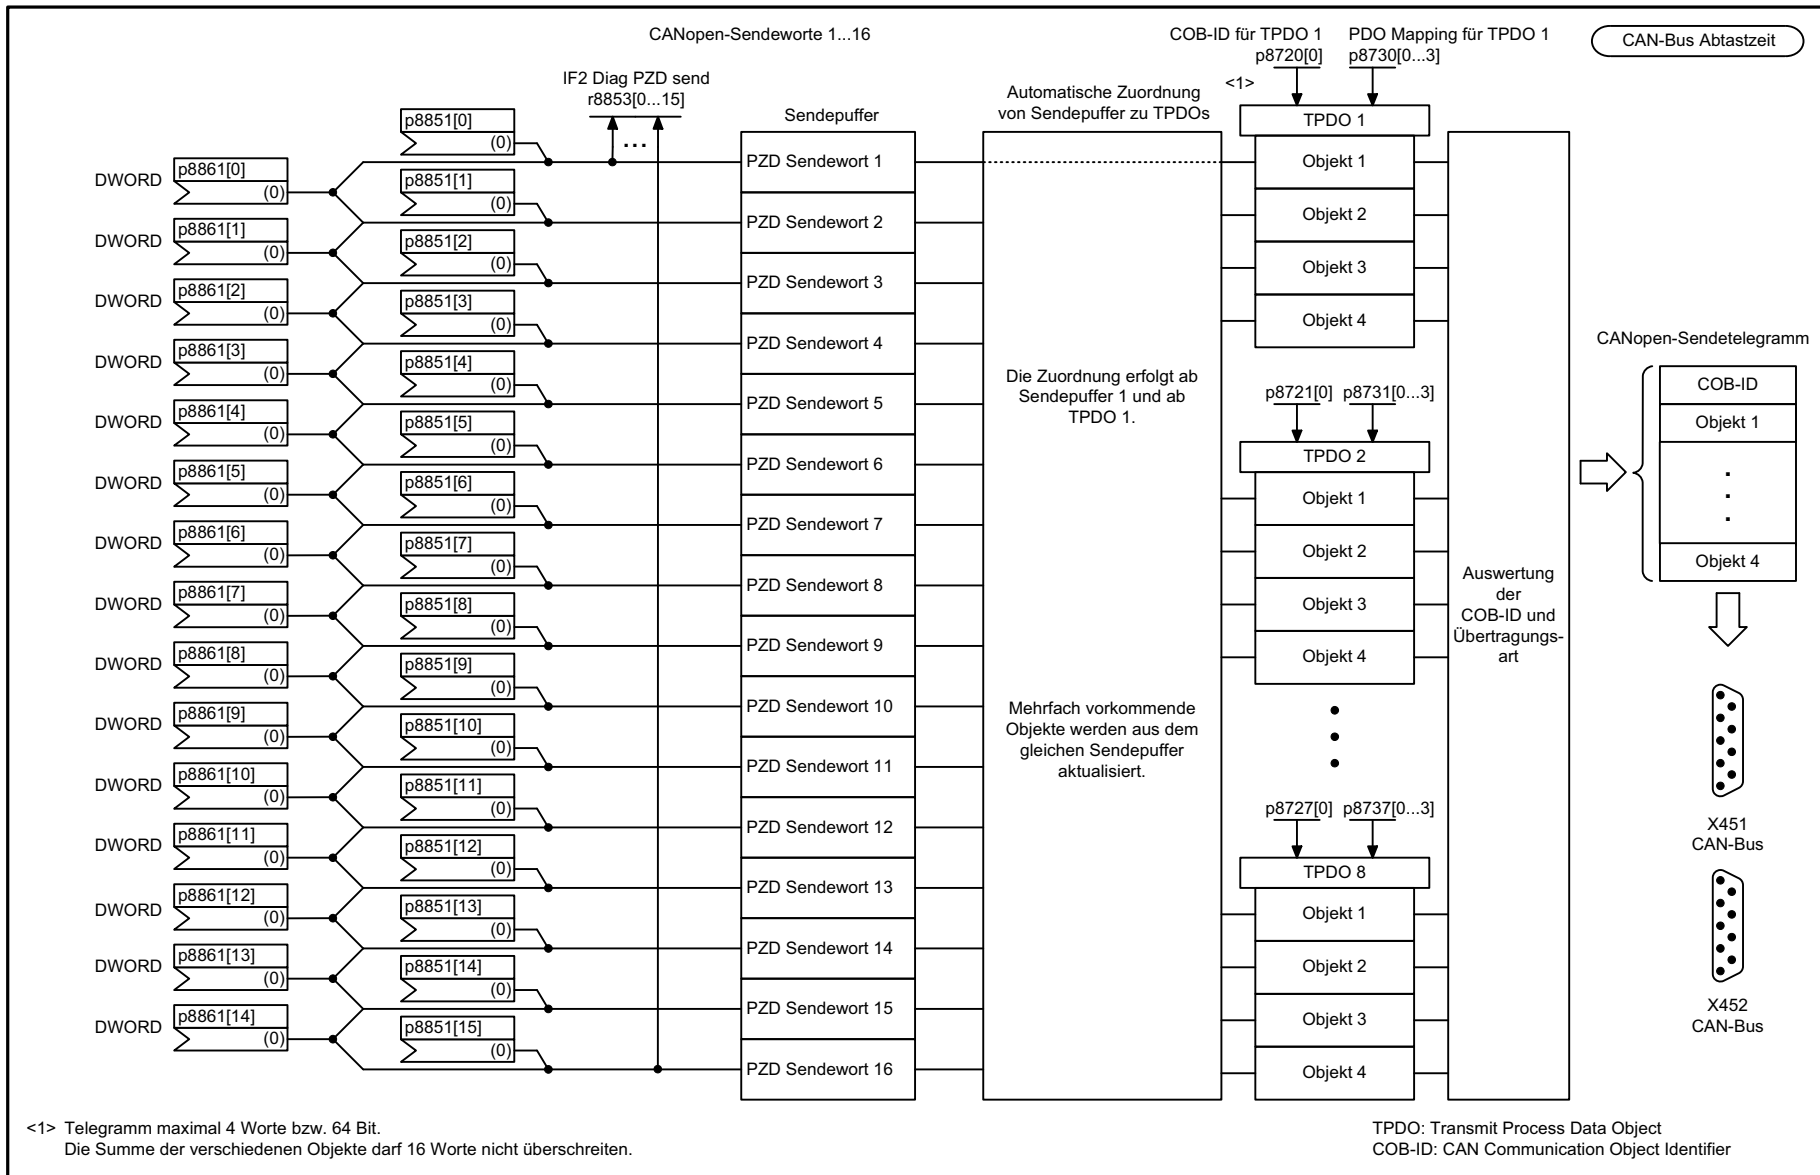 CANopen-Sendeworte 1...16
COB-ID für TPDO 1
p8720[0]
PDO Mapping für TPDO 1
p8730[0...3]
CAN-Bus Abtastzeit
IF2 Diag PZD send
r8853[0...15]
...
<1>
Sendepuffer
Automatische Zuordnung
von Sendepuffer zu TPDOs
DWORD
p8861[0]
(0)
DWORD
p8861[1]
(0)
DWORD
p8861[2]
(0)
DWORD
p8861[3]
(0)
DWORD
p8861[4]
(0)
DWORD
p8861[5]
(0)
DWORD
p8861[6]
(0)
DWORD
p8861[7]
(0)
DWORD
p8861[8]
(0)
DWORD
p8861[9]
(0)
DWORD
p8861[10]
(0)
DWORD
p8861[11]
(0)
DWORD
p8861[12]
(0)
DWORD
p8861[13]
(0)
DWORD
p8861[14]
(0)
p8851[0]
(0)
p8851[1]
(0)
p8851[2]
(0)
p8851[3]
(0)
p8851[4]
(0)
p8851[5]
(0)
p8851[6]
(0)
p8851[7]
(0)
p8851[8]
(0)
p8851[9]
(0)
p8851[10]
(0)
p8851[11]
(0)
p8851[12]
(0)
p8851[13]
(0)
p8851[14]
(0)
p8851[15]
(0)
PZD Sendewort 1
PZD Sendewort 2
PZD Sendewort 3
PZD Sendewort 4
PZD Sendewort 5
PZD Sendewort 6
PZD Sendewort 7
PZD Sendewort 8
PZD Sendewort 9
PZD Sendewort 10
PZD Sendewort 11
PZD Sendewort 12
PZD Sendewort 13
PZD Sendewort 14
PZD Sendewort 15
PZD Sendewort 16
Die Zuordnung erfolgt ab
Sendepuffer 1 und ab
TPDO 1.
Mehrfach vorkommende
Objekte werden aus dem
gleichen Sendepuffer
aktualisiert.
TPDO 1
Objekt 1
Objekt 2
Objekt 3
Objekt 4
p8721[0] p8731[0...3]
TPDO 2
Objekt 1
Objekt 2
Objekt 3
Objekt 4
p8727[0] p8737[0...3]
TPDO 8
Objekt 1
Objekt 2
Objekt 3
Objekt 4
Auswertung
der
COB-ID und
Übertragungs-
art
CANopen-Sendetelegramm
COB-ID
Objekt 1
.
.
.
Objekt 4
X451
CAN-Bus
X452
CAN-Bus
<1> Telegramm maximal 4 Worte bzw. 64 Bit.
Die Summe der verschiedenen Objekte darf 16 Worte nicht überschreiten.
TPDO: Transmit Process Data Object
COB-ID: CAN Communication Object Identifier